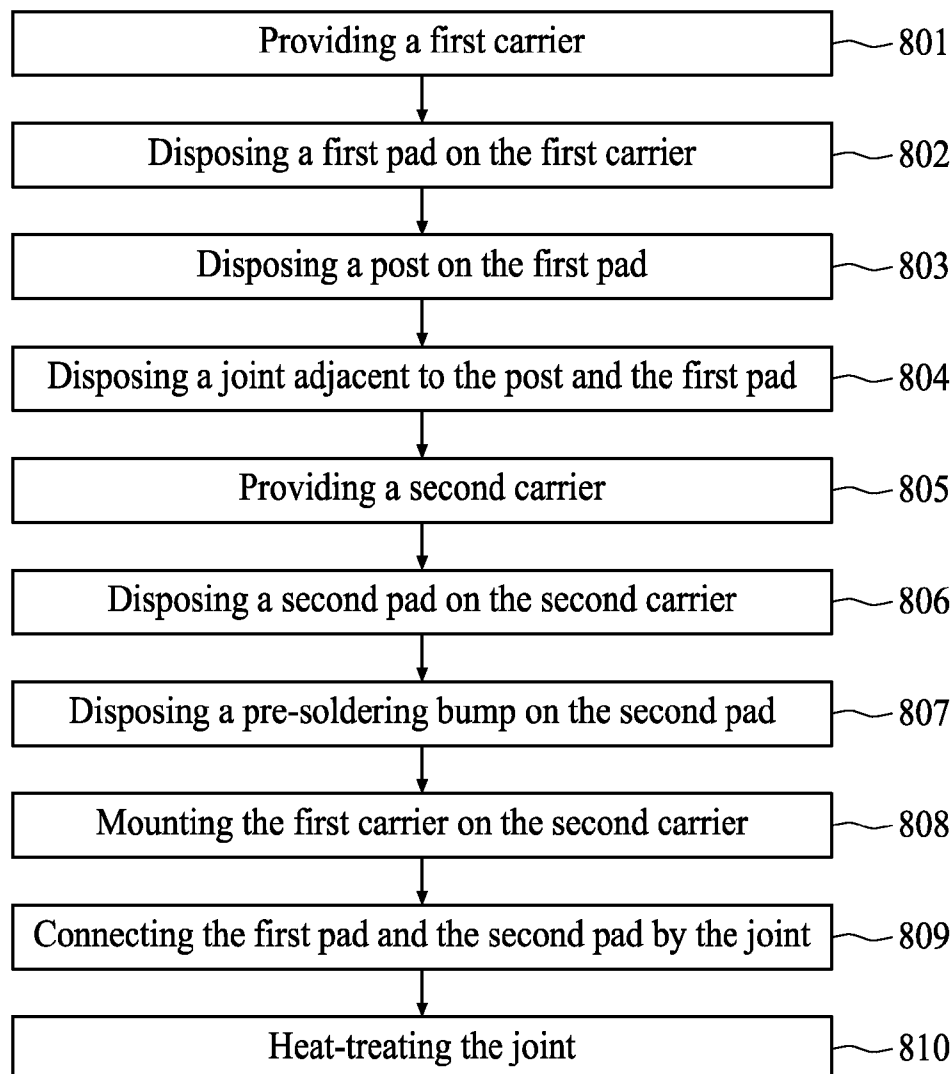 Providing a first carrier 801
Disposing a first pad on the first carrier 802
Disposing a post on the first pad 803
Disposing a joint adjacent to the post and the first pad 804
Providing a second carrier 805
Disposing a second pad on the second carrier 806
Disposing a pre-soldering bump on the second pad 807
Mounting the first carrier on the second carrier 808
Connecting the first pad and the second pad by the joint 809
Heat-treating the joint 810